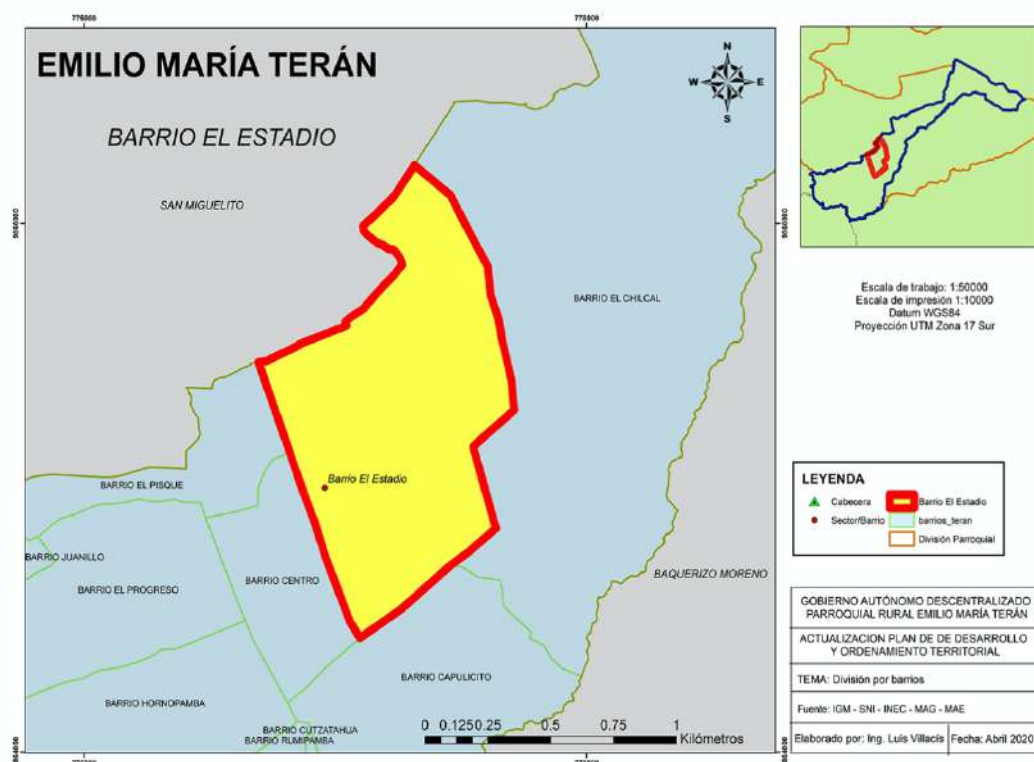 EMILIO MARÍA TERÁN
BARRIO EL ESTADIO
N
W
E
S
SAN MIGUELITO
BARRIO EL CHILCAL
Barrio El Estadio
BARRIO EL PISQUE
BARRIO JUANILLO
BARRIO EL PROGRESO
BARRIO CENTRO
BAQUERIZO MORENO
BARRIO CAPULICITO
BARRIO HORNOPAMBA
BARRIO CUTZATAHUA
BARRIO RUMIPAMBA
0 0.125 0.25 0.5 0.75 1
Kilómetros
Escala de trabajo: 1:50000
Escala de impresión 1:10000
Datum WGS84
Proyección UTM Zona 17 Sur
LEYENDA
Cabecera
Sector/Barrio
Barrio El Estadio
barrios_teran
División Parroquial
GOBIERNO AUTÓNOMO DESCENTRALIZADO
PARROQUIAL RURAL EMILIO MARÍA TERÁN
ACTUALIZACION PLAN DE DE DESARROLLO
Y ORDENAMIENTO TERRITORIAL
TEMA: División por barrios
Fuente: IGM - SNI - INEC - MAG - MAE
Elaborado por: Ing. Luis Villacís
Fecha: Abril 2020